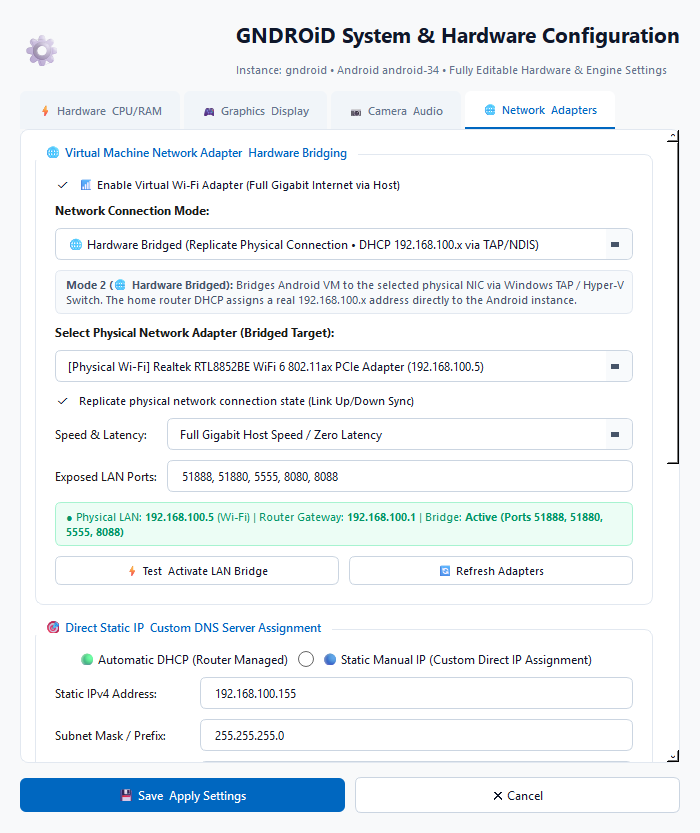 GNDROiD System & Hardware Configuration
Instance: gndroid • Android android-34 • Fully Editable Hardware & Engine Settings
Hardware CPU/RAM
Graphics Display
Camera Audio
Network Adapters
Virtual Machine Network Adapter Hardware Bridging
Enable Virtual Wi-Fi Adapter (Full Gigabit Internet via Host)
Network Connection Mode:
Hardware Bridged (Replicate Physical Connection • DHCP 192.168.100.x via TAP/NDIS)
Mode 2 (🌐 Hardware Bridged): Bridges Android VM to the selected physical NIC via Windows TAP / Hyper-V
Switch. The home router DHCP assigns a real 192.168.100.x address directly to the Android instance.
Select Physical Network Adapter (Bridged Target):
[Physical Wi-Fi] Realtek RTL8852BE WiFi 6 802.11ax PCIe Adapter (192.168.100.5)
Replicate physical network connection state (Link Up/Down Sync)
Speed & Latency:
Full Gigabit Host Speed / Zero Latency
Exposed LAN Ports:
51888, 51880, 5555, 8080, 8088
● Physical LAN: 192.168.100.5 (Wi-Fi) | Router Gateway: 192.168.100.1 | Bridge: Active (Ports 51888, 51880,
5555, 8088)
Test Activate LAN Bridge
Refresh Adapters
Direct Static IP Custom DNS Server Assignment
Automatic DHCP (Router Managed)
Static Manual IP (Custom Direct IP Assignment)
Static IPv4 Address:
192.168.100.155
Subnet Mask / Prefix:
255.255.255.0
Save Apply Settings
✕ Cancel